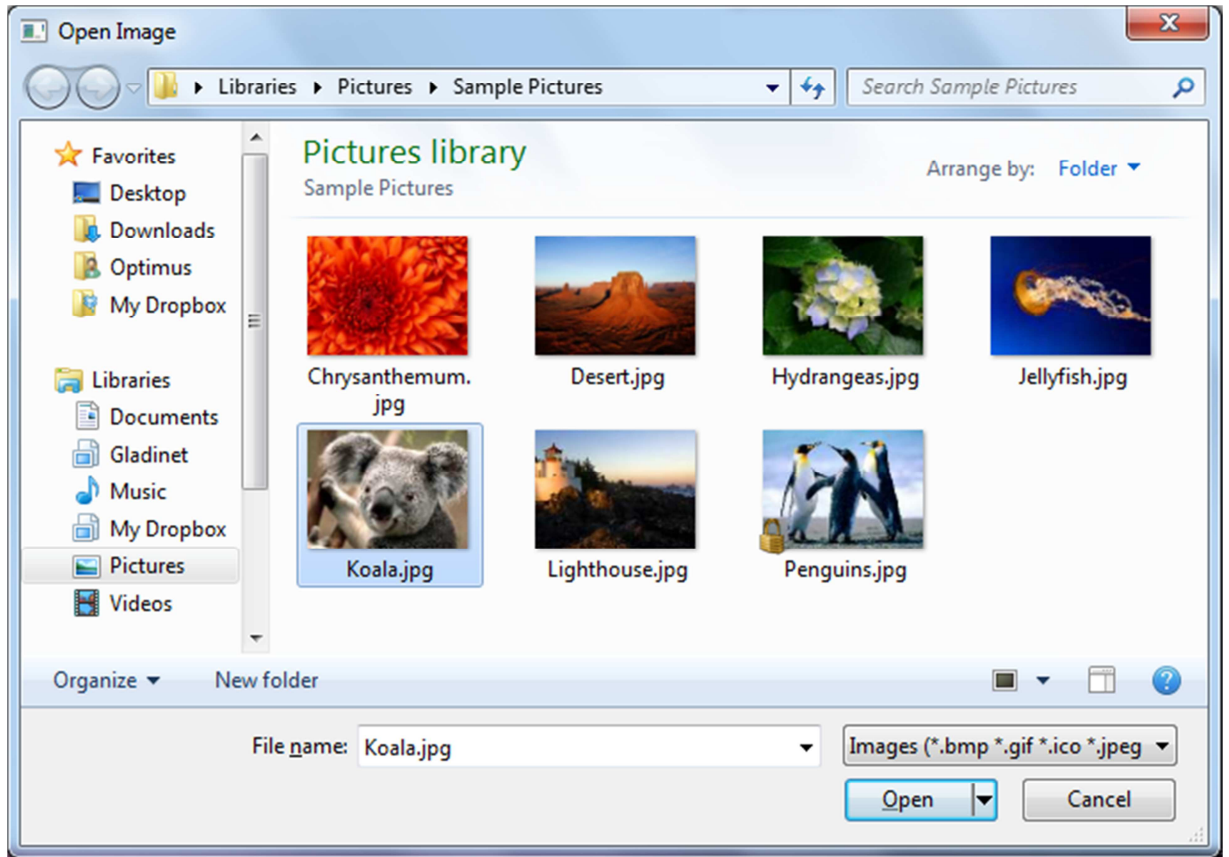 Open Image
Libraries Pictures Sample Pictures
Search Sample Pictures
Favorites
Desktop
Downloads
Optimus
My Dropbox
Libraries
Documents
Gladinet
Music
My Dropbox
Pictures
Videos
Pictures library
Sample Pictures
Arrange by: Folder
Chrysanthemum.
jpg
Desert.jpg
Hydrangeas.jpg
Jellyfish.jpg
Koala.jpg
Lighthouse.jpg
Penguins.jpg
Organize New folder
File name: Koala.jpg
Images (*.bmp *.gif *.ico *.jpeg
Open Cancel